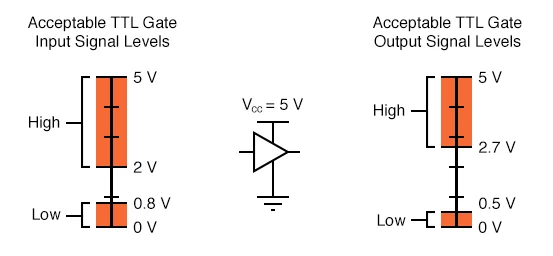 Acceptable TTL Gate
Input Signal Levels
5 V
High
2 V
0.8 V
Low
0 V
Vcc = 5 V
Acceptable TTL Gate
Output Signal Levels
5 V
High
2.7 V
0.5 V
Low
0 V